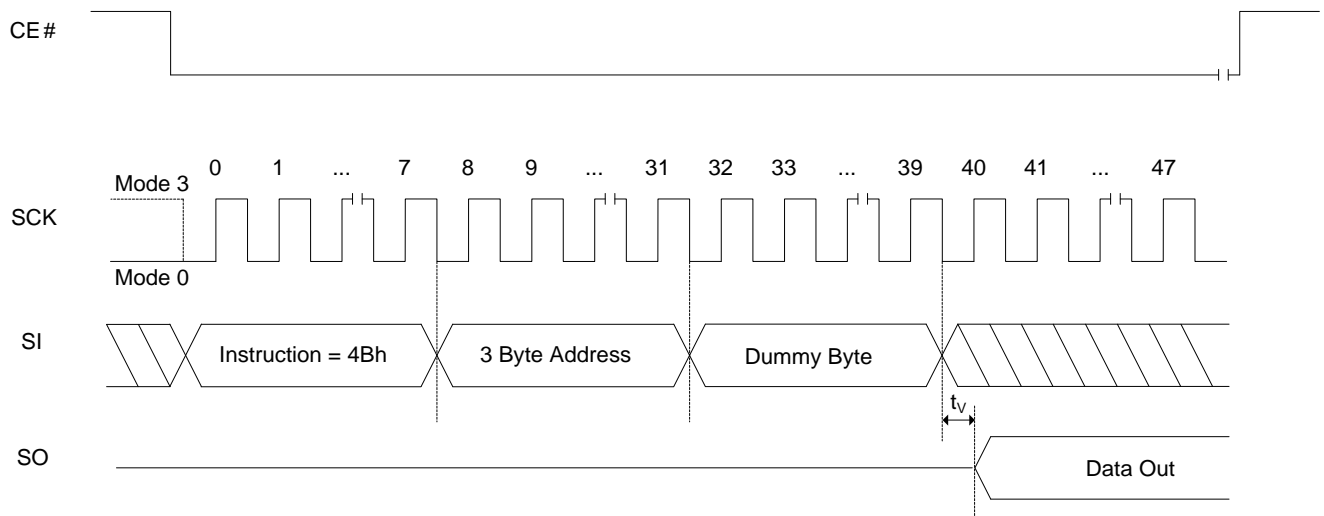 CE#
0 1 ... 7 8 9 ... 31 32 33 ... 39 40 41 ... 47
Mode 3
SCK
Mode 0
SI
Instruction = 4Bh
3 Byte Address
Dummy Byte
tV
SO
Data Out